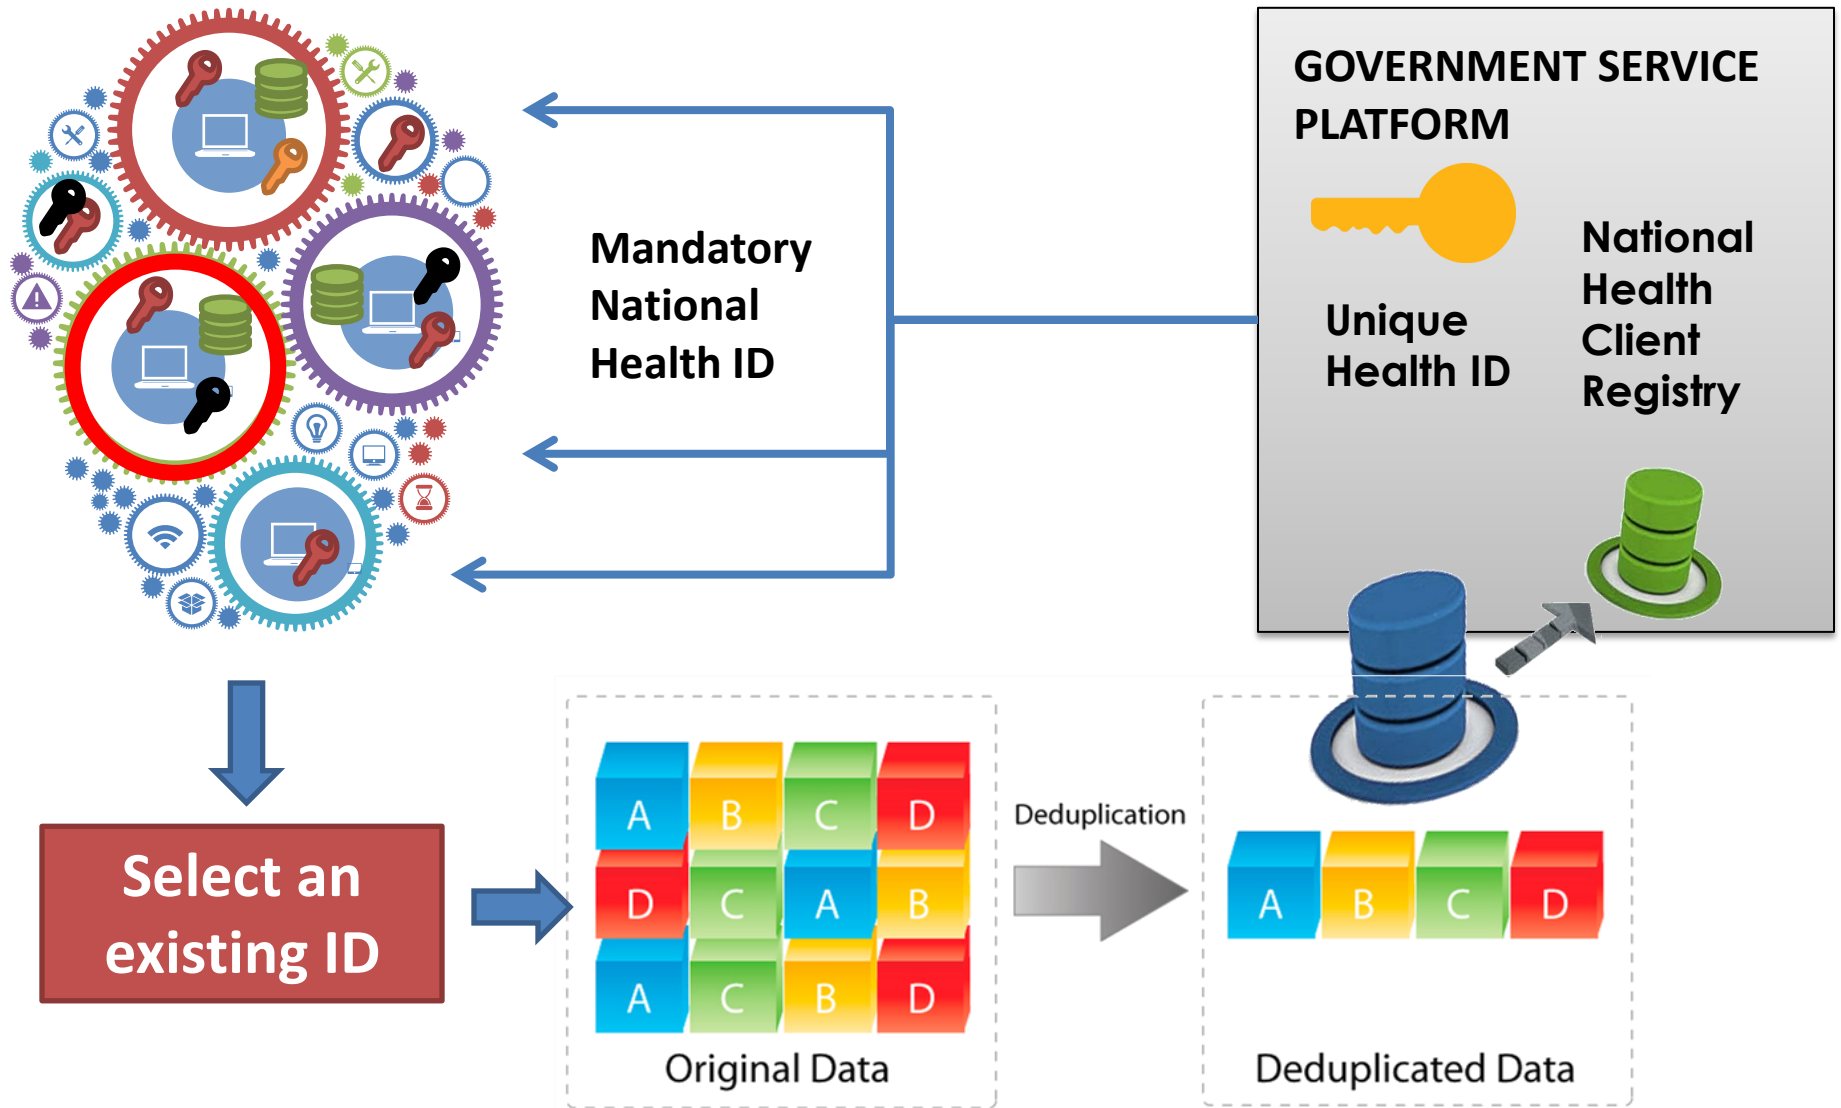 GOVERNMENT SERVICE
PLATFORM
Mandatory
National
Health ID
Unique
Health ID
National
Health
Client
Registry
Select an
existing ID
A B C D
D C A B
A C B D
Original Data
Deduplication
A B C D
Deduplicated Data